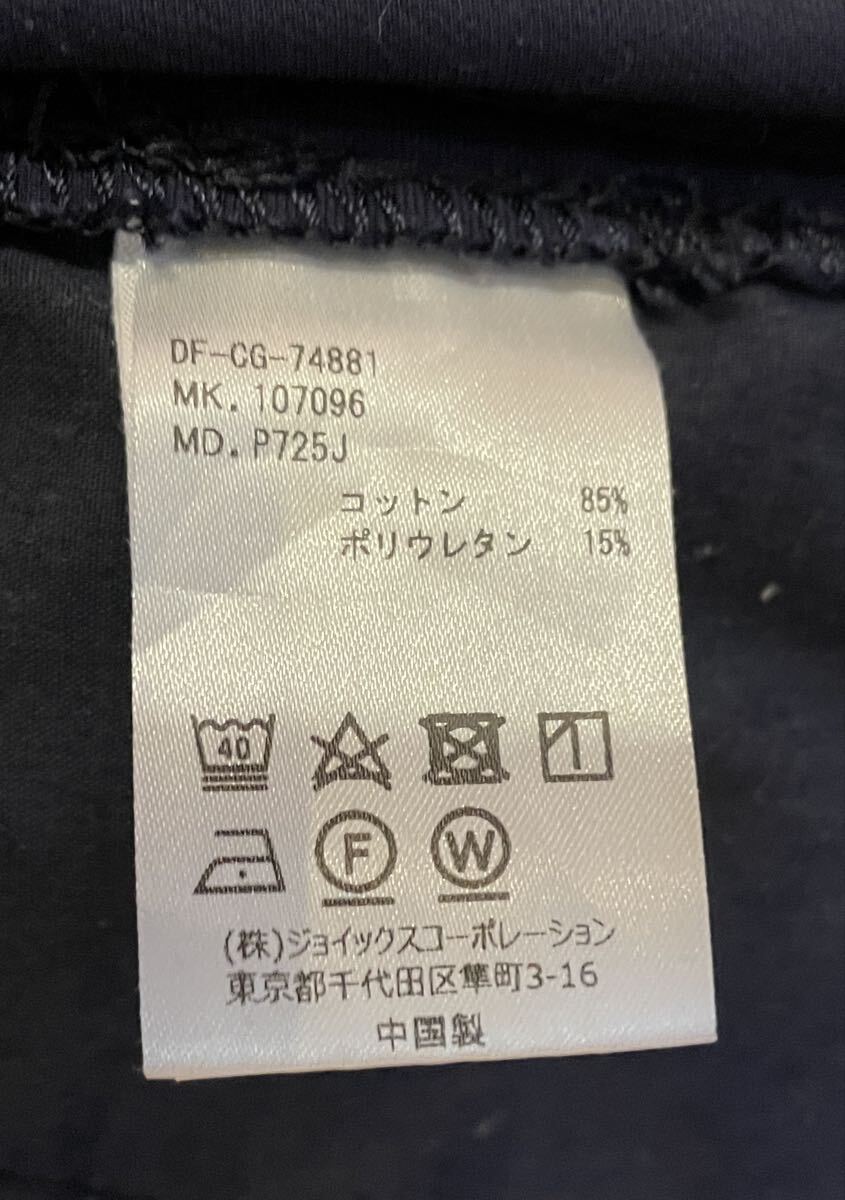 DF-CG-74881
MK. 107096
MD. P725J
コットン 85%
ポリウレタン 15%
40
F W
(株)ジョイックスコーポレーション
東京都千代田区隼町3-16
中国製